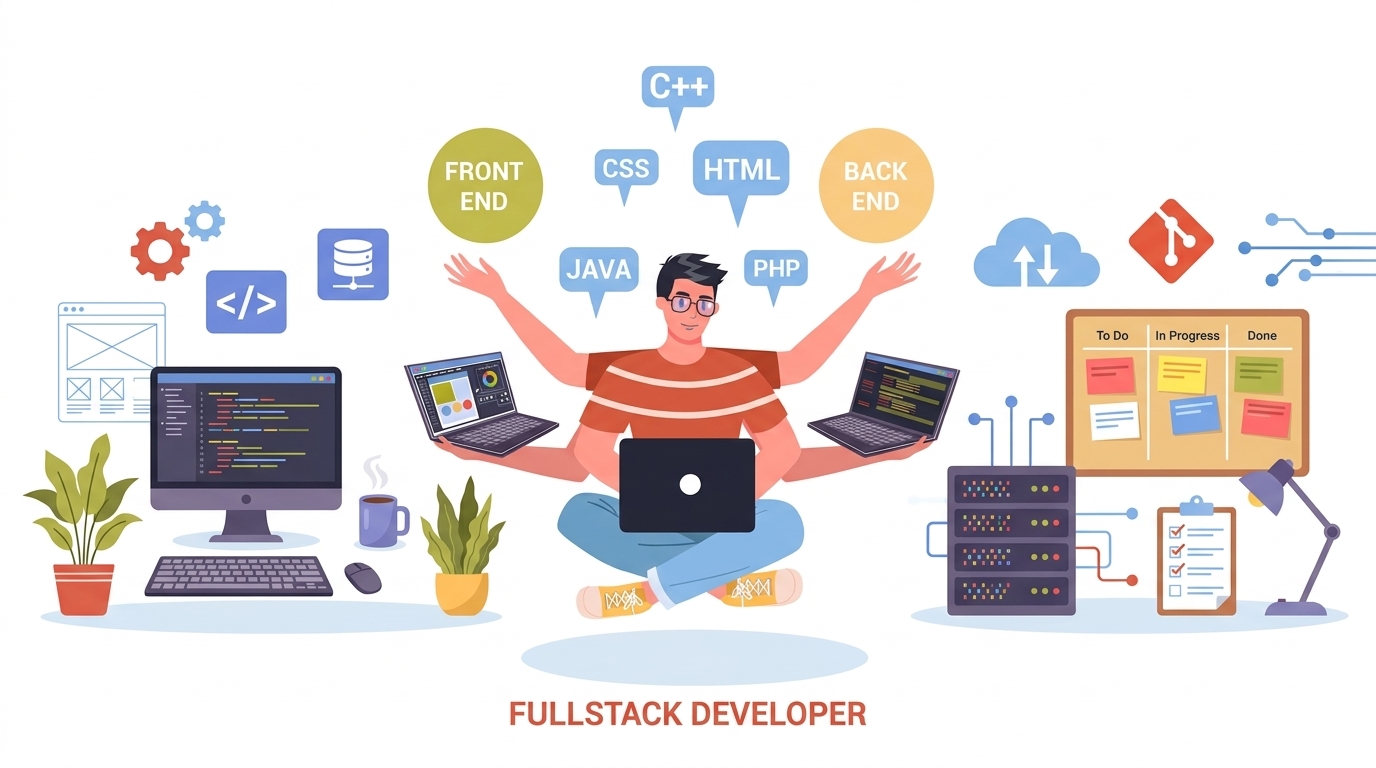 C++
FRONT
END
CSS
HTML
BACK
END
JAVA
PHP
</>
To Do
In Progress
Done
FULLSTACK DEVELOPER